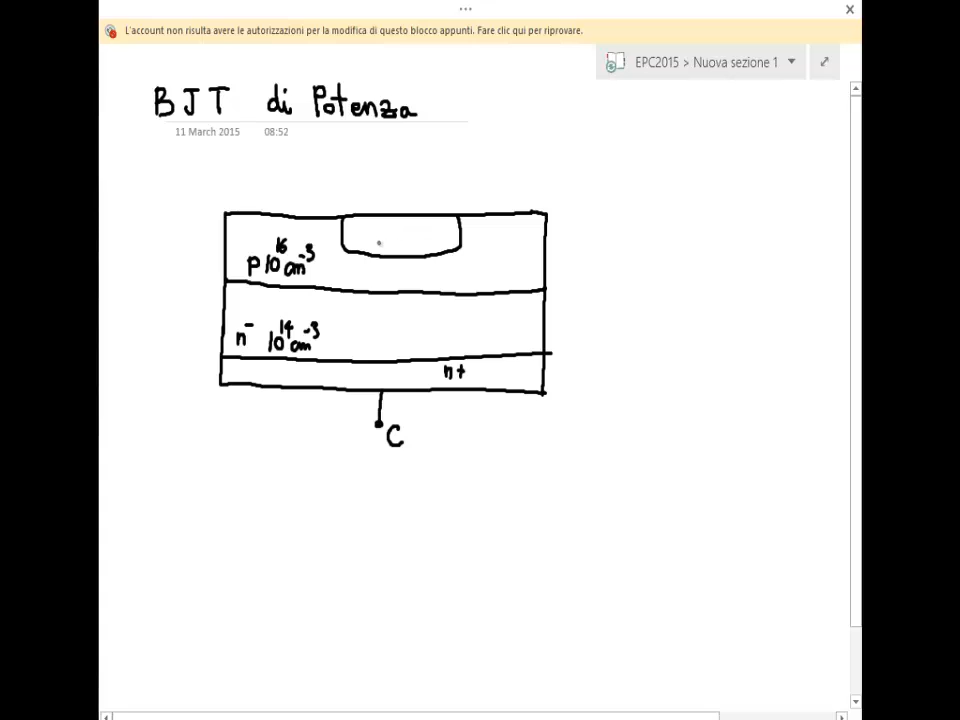 L'account non risulta avere le autorizzazioni per la modifica di questo blocco appunti. Fare clic qui per riprovare.
EPC2015 > Nuova sezione 1
BJT di Potenza
11 March 2015 08:52
p 10^16 cm^-3
n^- 10^14 cm^-3
n+
C